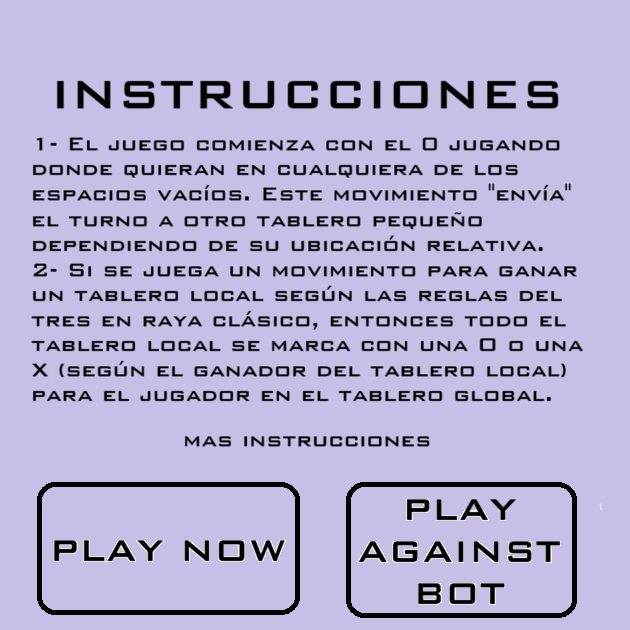 INSTRUCCIONES
1- El juego comienza con el O jugando
donde quieran en cualquiera de los
espacios vacíos. Este movimiento "envía"
el turno a otro tablero pequeño
dependiendo de su ubicación relativa.
2- Si se juega un movimiento para ganar
un tablero local según las reglas del
tres en raya clásico, entonces todo el
tablero local se marca con una O o una
X (según el ganador del tablero local)
para el jugador en el tablero global.
MAS INSTRUCCIONES
PLAY NOW
PLAY
AGAINST
BOT